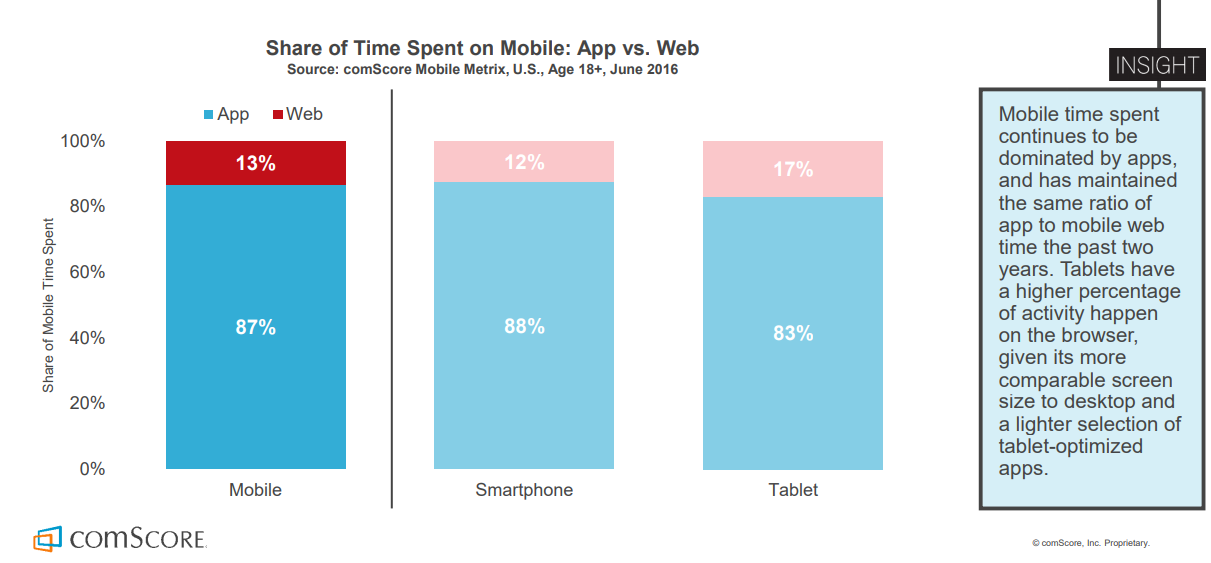 Share of Time Spent on Mobile: App vs. Web
Source: comScore Mobile Metrix, U.S., Age 18+, June 2016
App
Web
Share of Mobile Time Spent
100%
80%
60%
40%
20%
0%
13%
87%
12%
88%
17%
83%
Mobile
Smartphone
Tablet
INSIGHT
Mobile time spent
continues to be
dominated by apps,
and has maintained
the same ratio of
app to mobile web
time the past two
years. Tablets have
a higher percentage
of activity happen
on the browser,
given its more
comparable screen
size to desktop and
a lighter selection of
tablet-optimized
apps.
comSCORE.
© comScore, Inc. Proprietary.